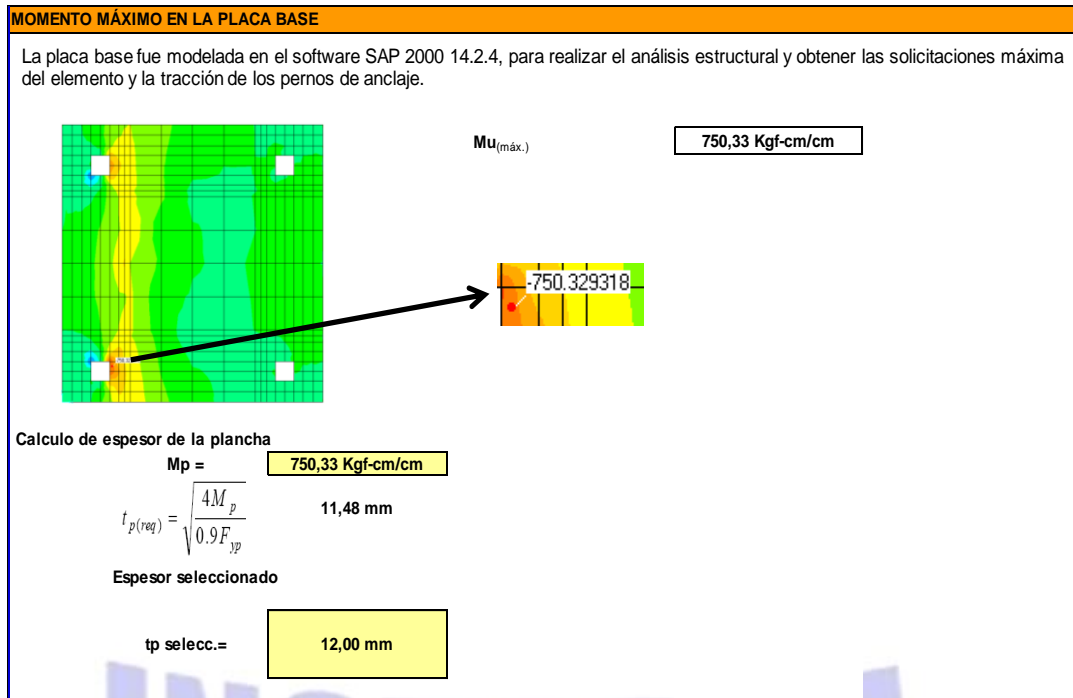 MOMENTO MÁXIMO EN LA PLACA BASE
La placa base fue modelada en el software SAP 2000 14.2.4, para realizar el análisis estructural y obtener las solicitaciones máxima
del elemento y la tracción de los pernos de anclaje.
Mu(máx.) 750,33 Kgf-cm/cm
-750.329318
Calculo de espesor de la plancha
Mp = 750,33 Kgf-cm/cm
t p(req) = √(4M p / 0.9F yp) 11,48 mm
Espesor seleccionado
tp selecc.= 12,00 mm